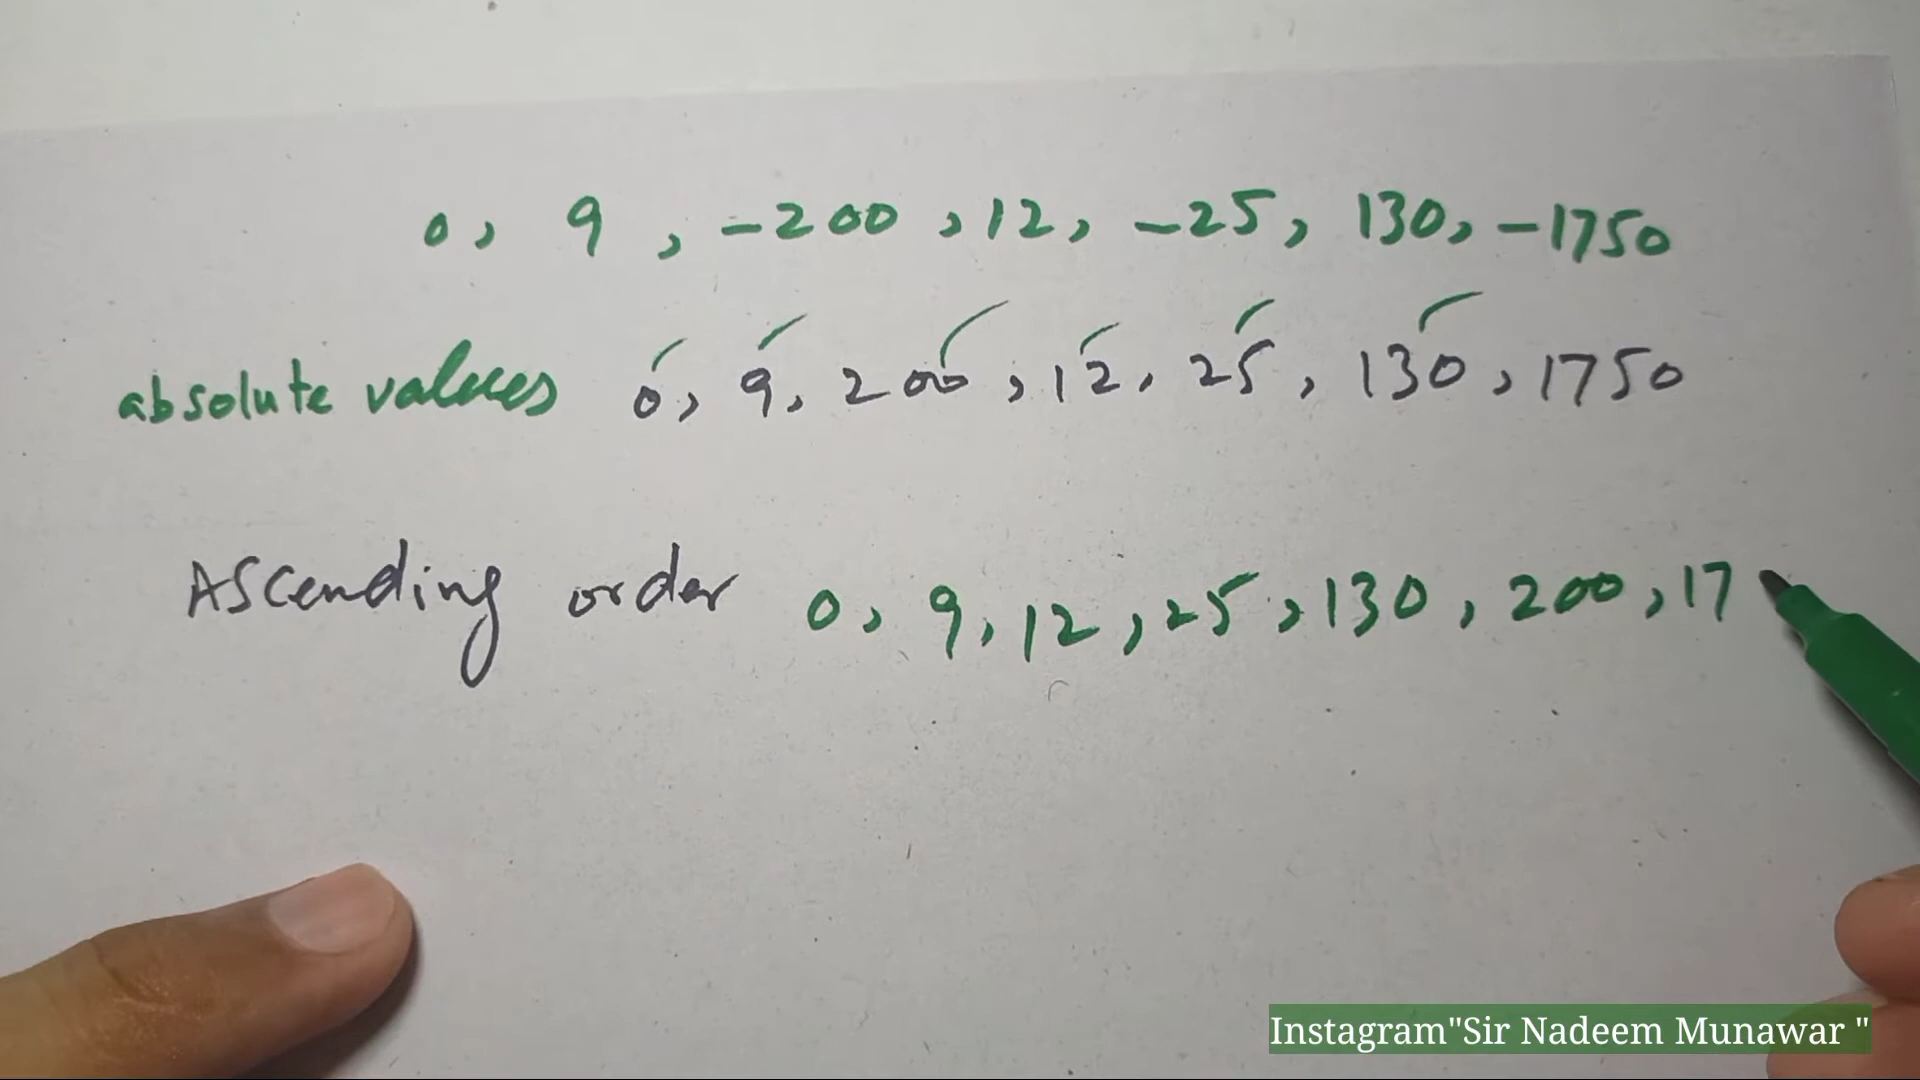 0, 9, -200, 12, -25, 130, -1750
absolute values 0, 9, 200, 12, 25, 130, 1750
Ascending order 0, 9, 12, 25, 130, 200, 17
Instagram"Sir Nadeem Munawar "